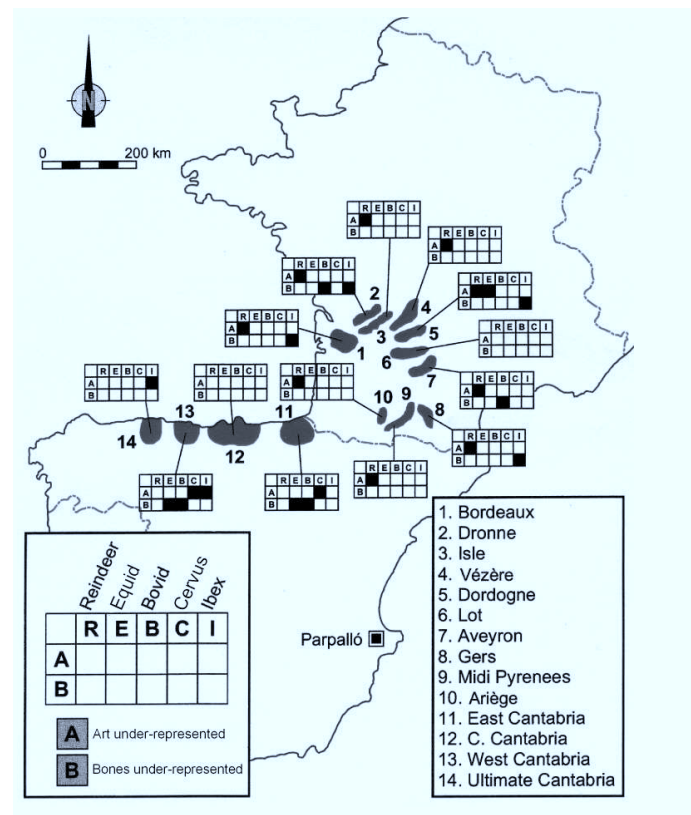 N
0 200 km
R E B C I
A
B
R E B C I
A
B
R E B C I
A
B
R E B C I
A
B
2
4
3
5
R E B C I
A
B
1
R E B C I
A
B
6
7
R E B C I
A
B
R E B C I
A
B
R E B C I
A
B
R E B C I
A
B
10
9
8
14
13
12
11
R E B C I
A
B
R E B C I
A
B
R E B C I
A
B
R E B C I
A
B
Parpalló
Reindeer
Equid
Bovid
Cervus
Ibex
R E B C I
A
B
A Art under-represented
B Bones under-represented
1. Bordeaux
2. Dronne
3. Isle
4. Vézère
5. Dordogne
6. Lot
7. Aveyron
8. Gers
9. Midi Pyrenees
10. Ariège
11. East Cantabria
12. C. Cantabria
13. West Cantabria
14. Ultimate Cantabria